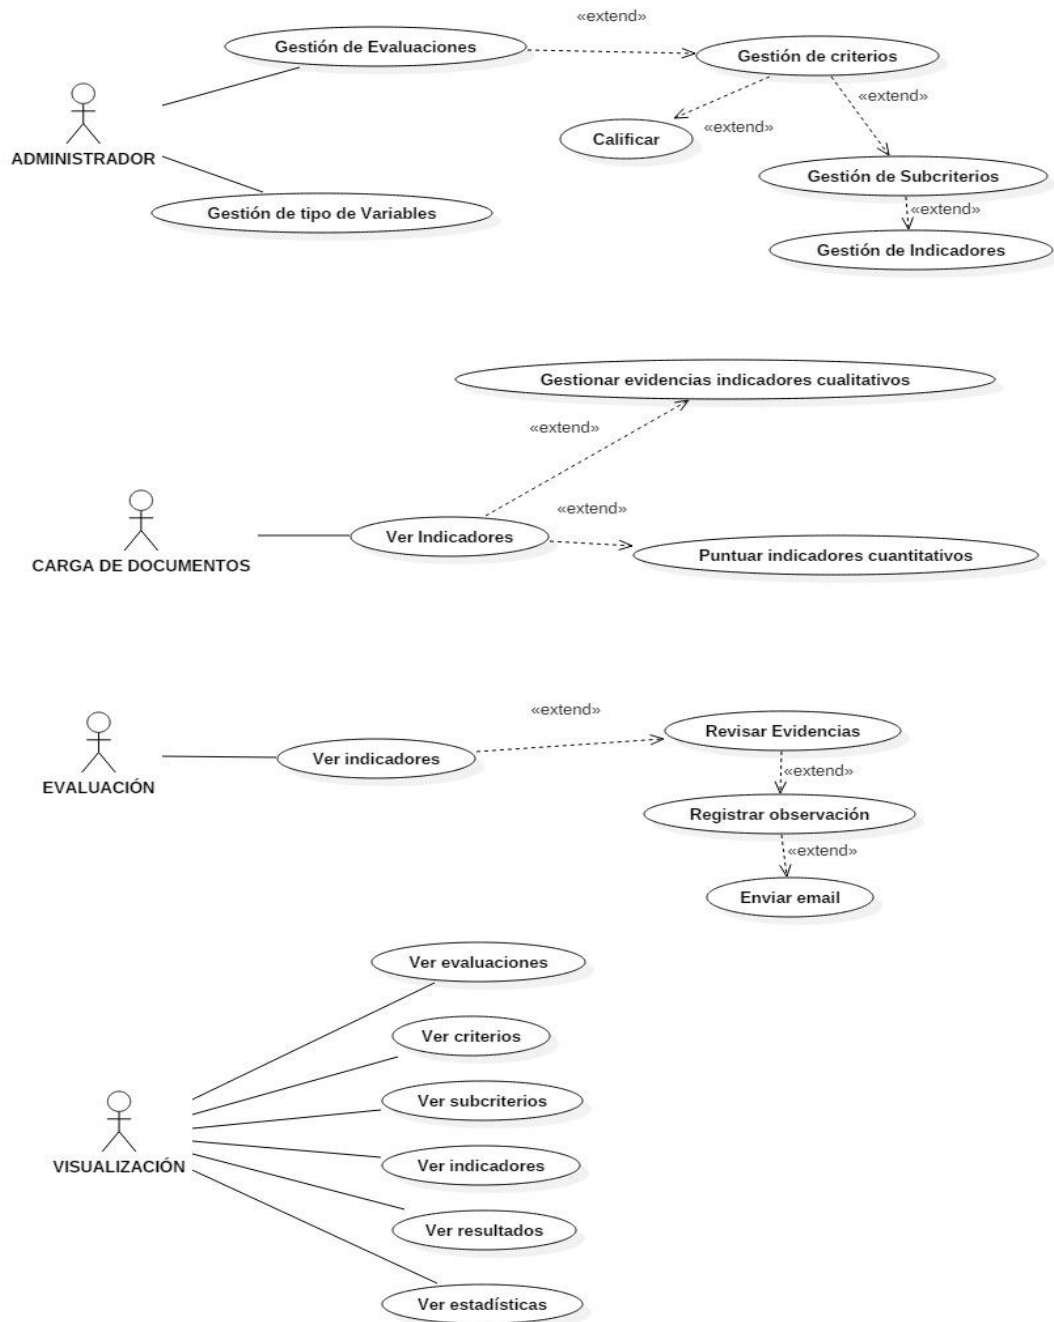 «extend»
Gestión de Evaluaciones
Gestión de criterios
«extend»
Calificar
«extend»
ADMINISTRADOR
Gestión de Subcriterios
Gestión de tipo de Variables
«extend»
Gestión de Indicadores
Gestionar evidencias indicadores cualitativos
«extend»
«extend»
Ver Indicadores
Puntuar indicadores cuantitativos
CARGA DE DOCUMENTOS
«extend»
Revisar Evidencias
Ver indicadores
«extend»
EVALUACIÓN
Registrar observación
«extend»
Enviar email
Ver evaluaciones
Ver criterios
Ver subcriterios
Ver indicadores
VISUALIZACIÓN
Ver resultados
Ver estadísticas